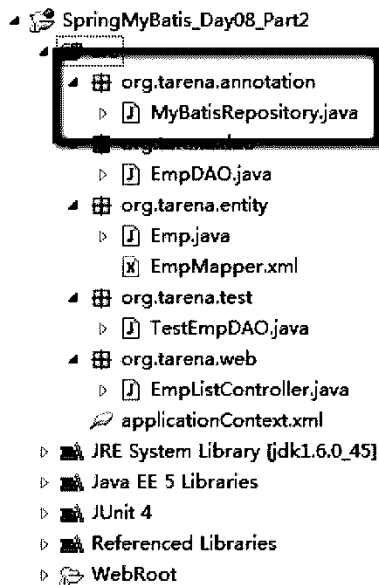 SpringMyBatis_Day08_Part2
org.tarena.annotation
MyBatisRepository.java
EmpDAO.java
org.tarena.entity
Emp.java
EmpMapper.xml
org.tarena.test
TestEmpDAO.java
org.tarena.web
EmpListController.java
applicationContext.xml
JRE System Library [jdk1.6.0_45]
Java EE 5 Libraries
JUnit 4
Referenced Libraries
WebRoot